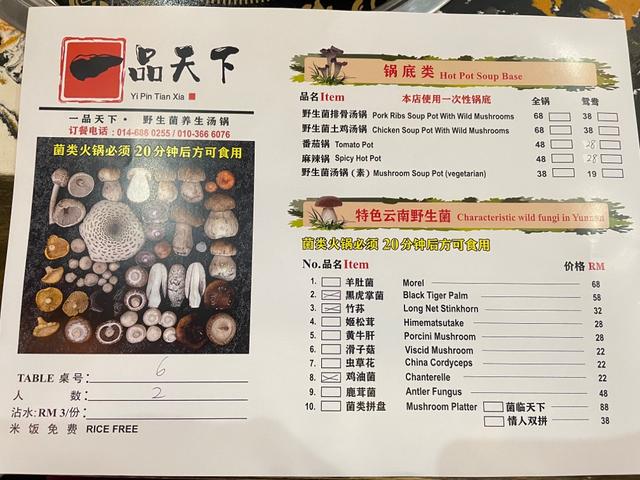 一品天下
Yi Pin Tian Xia
一品天下· 野生菌养生汤锅
订餐电话：014-686 0255 / 010-366 6076
菌类火锅必须20分钟后方可食用
TABLE 桌号： 6
人 数： 2
沾水: RM 3/份：
米 饭 免 费 RICE FREE
锅底类 Hot Pot Soup Base
品名Item 本店使用一次性锅底 全锅 鸳鸯
野生菌排骨汤锅 Pork Ribs Soup Pot With Wild Mushrooms 68 38
野生菌土鸡汤锅 Chicken Soup Pot With Wild Mushrooms 68 38
番茄锅 Tomato Pot 48 28
麻辣锅 Spicy Hot Pot 48 28
野生菌汤锅（素）Mushroom Soup Pot (vegetarian) 38 19
特色云南野生菌 Characteristic wild fungi in Yunnan
菌类火锅必须20分钟后方可食用
No.品名Item 价格 RM
1. 羊肚菌 Morel 68
2. 黑虎掌菌 Black Tiger Palm 58
3. 竹荪 Long Net Stinkhorn 32
4. 姬松茸 Himematsutake 28
5. 黄牛肝 Porcini Mushroom 28
6. 滑子菇 Viscid Mushroom 22
7. 虫草花 China Cordyceps 22
8. 鸡油菌 Chanterelle 22
9. 鹿茸菌 Antler Fungus 48
10. 菌类拼盘 Mushroom Platter 菌临天下 88
情人双拼 38